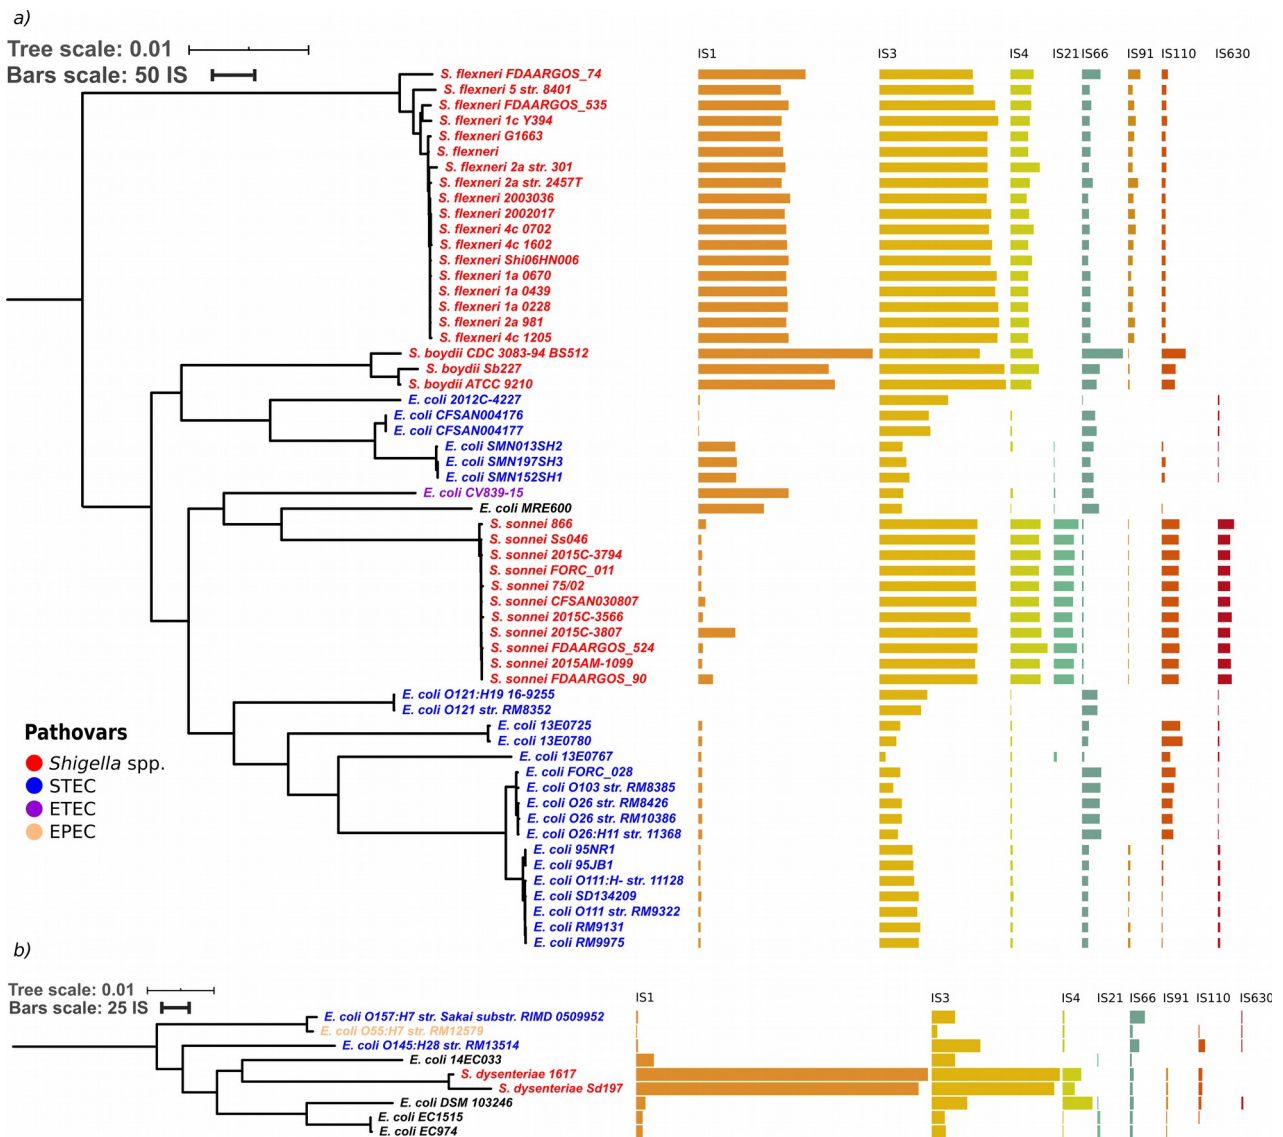 a)
Tree scale: 0.01
Bars scale: 50 IS
IS1 IS3 IS4 IS21 IS66 IS91 IS110 IS630
S. flexneri FDAARGOS_74
S. flexneri 5 str. 8401
S. flexneri FDAARGOS_535
S. flexneri 1c Y394
S. flexneri G1663
S. flexneri
S. flexneri 2a str. 301
S. flexneri 2a str. 2457T
S. flexneri 2003036
S. flexneri 2002017
S. flexneri 4c 0702
S. flexneri 4c 1602
S. flexneri Shi06HN006
S. flexneri 1a 0670
S. flexneri 1a 0439
S. flexneri 1a 0228
S. flexneri 2a 981
S. flexneri 4c 1205
S. boydii CDC 3083-94 BS512
S. boydii Sb227
S. boydii ATCC 9210
E. coli 2012C-4227
E. coli CFSAN004176
E. coli CFSAN004177
E. coli SMN013SH2
E. coli SMN197SH3
E. coli SMN152SH1
E. coli CV839-15
E. coli MRE600
S. sonnei 866
S. sonnei Ss046
S. sonnei 2015C-3794
S. sonnei FORC_011
S. sonnei 75/02
S. sonnei CFSAN030807
S. sonnei 2015C-3566
S. sonnei 2015C-3807
S. sonnei FDAARGOS_524
S. sonnei 2015AM-1099
S. sonnei FDAARGOS_90
E. coli O121:H19 16-9255
E. coli O121 str. RM8352
E. coli 13E0725
E. coli 13E0780
E. coli 13E0767
E. coli FORC_028
E. coli O103 str. RM8385
E. coli O26 str. RM8426
E. coli O26 str. RM10386
E. coli O26:H11 str. 11368
E. coli 95NR1
E. coli 95JB1
E. coli O111:H- str. 11128
E. coli SD134209
E. coli O111 str. RM9322
E. coli RM9131
E. coli RM9975
Pathovars
Shigella spp.
STEC
ETEC
EPEC
b)
Tree scale: 0.01
Bars scale: 25 IS
IS1 IS3 IS4 IS21 IS66 IS91 IS110 IS630
E. coli O157:H7 str. Sakai substr. RIMD 0509952
E. coli O55:H7 str. RM12579
E. coli O145:H28 str. RM13514
E. coli 14EC033
S. dysenteriae 1617
S. dysenteriae Sd197
E. coli DSM 103246
E. coli EC1515
E. coli EC974